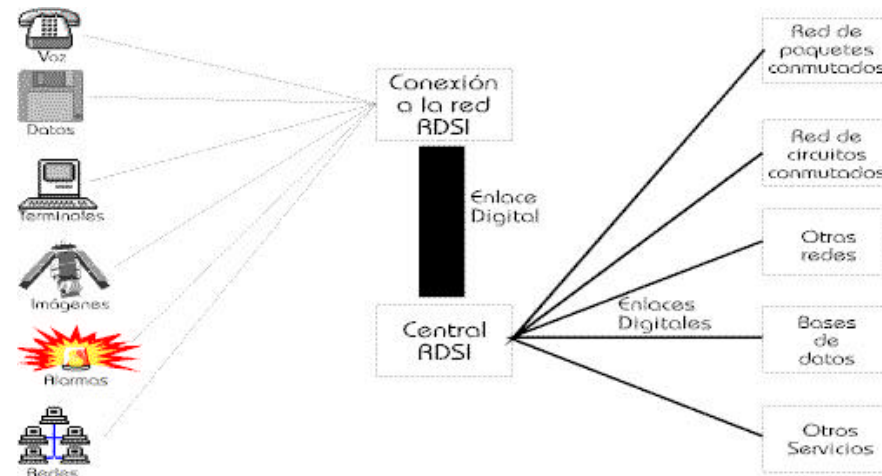 Voz
Datos
Terminales
Imágenes
Alarmas
Redes
Conexión
a la red
RDSI
Enlace
Digital
Central
RDSI
Enlaces
Digitales
Red de
paquetes
conmutados
Red de
circuitos
conmutados
Otras
redes
Bases
de
datos
Otros
Servicios